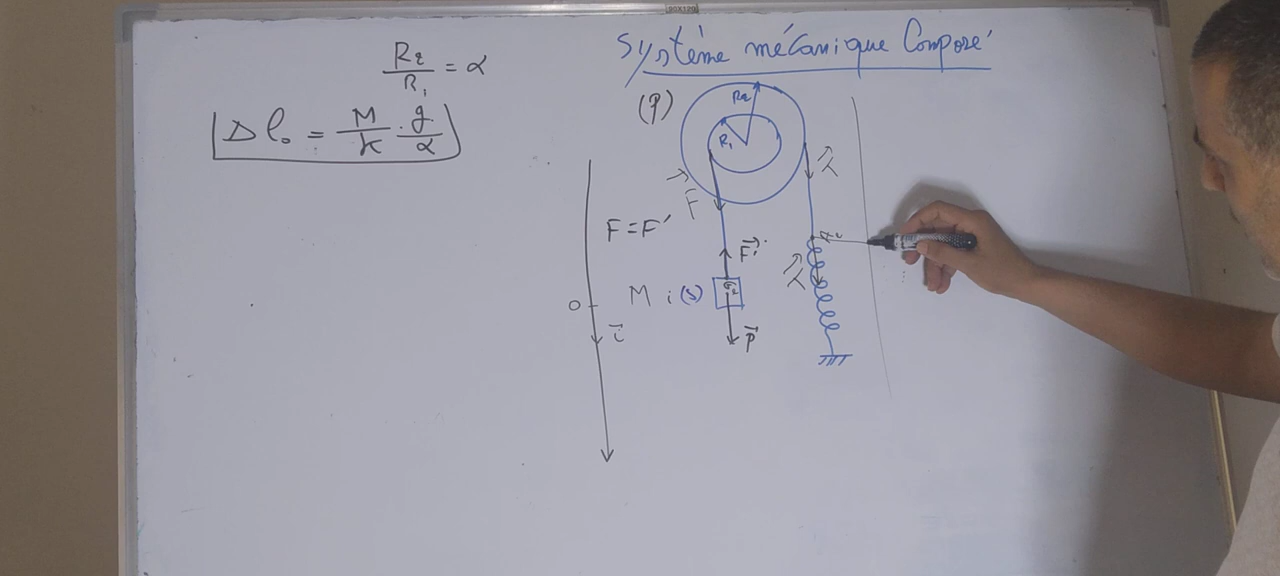 Système mécanique Composé
R₂/R₁ = α
Δl₀ = M/K · g/α
(P)
R₂
R₁
F
F = F'
F'
M : (S)
G
P
O
i
T
T